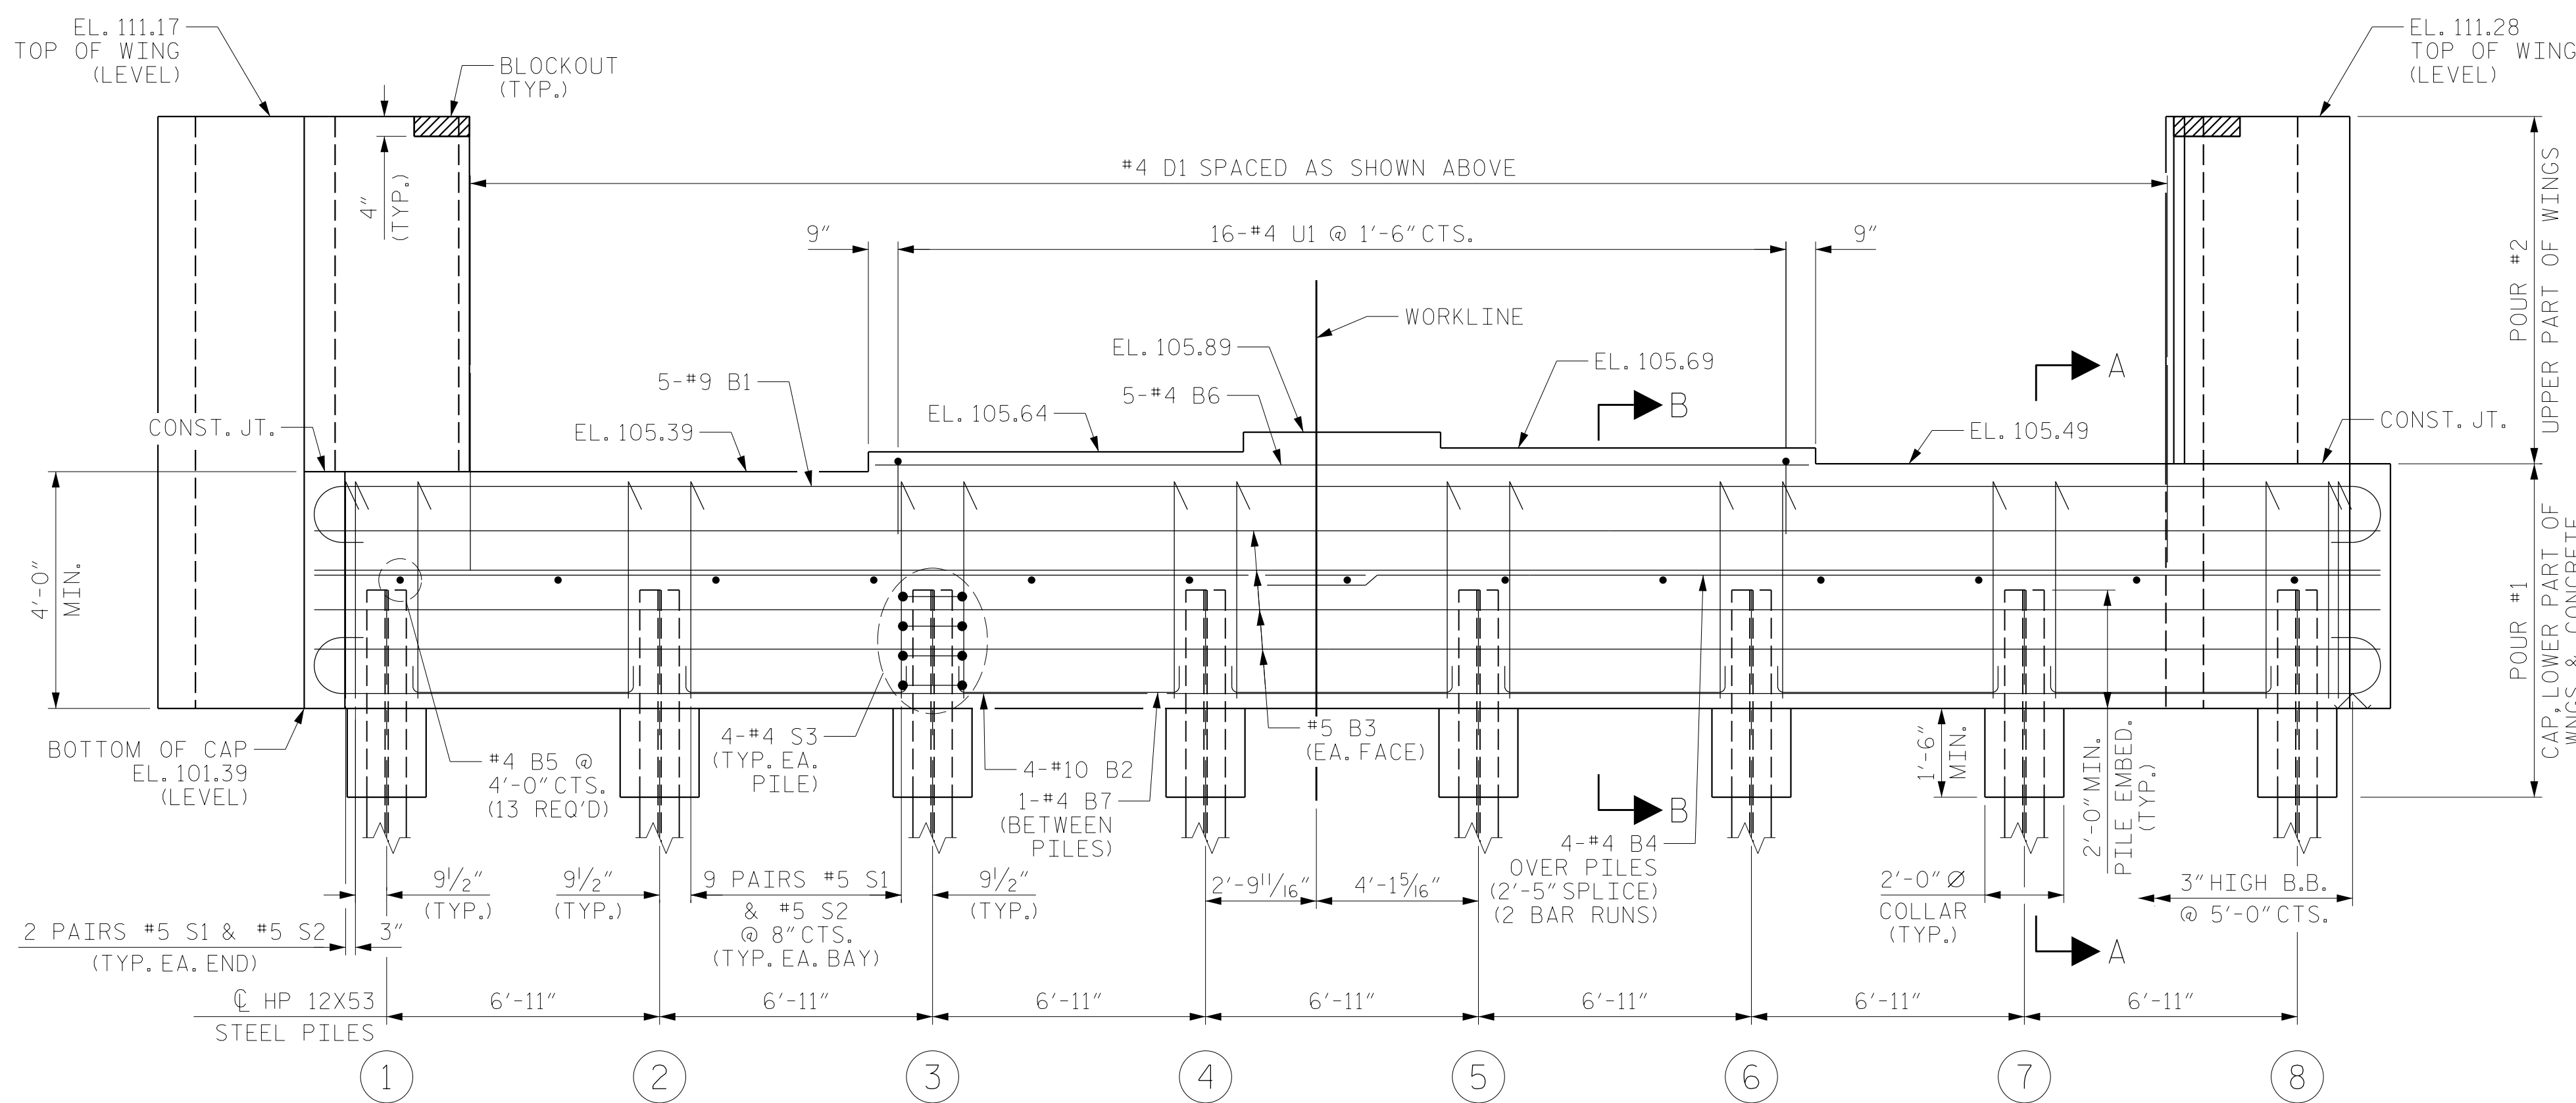 EL. 111.17
TOP OF WING
(LEVEL)
BLOCKOUT
(TYP.)
EL. 111.28
TOP OF WING
(LEVEL)
4"
(TYP.)
#4 D1 SPACED AS SHOWN ABOVE
9"
16-#4 U1 @ 1'-6" CTS.
9"
POUR #2
UPPER PART OF WINGS
WORKLINE
EL. 105.89
EL. 105.69
A
5-#9 B1
5-#4 B6
B
EL. 105.64
CONST. JT.
EL. 105.39
EL. 105.49
CONST. JT.
4'-0"
MIN.
POUR #1
CAP, LOWER PART OF
WNGS & CONCRETE
BOTTOM OF CAP
EL. 101.39
(LEVEL)
#4 B5 @
4'-0" CTS.
(13 REQ'D)
4-#4 S3
(TYP. EA.
PILE)
4-#10 B2
1-#4 B7
(BETWEEN
PILES)
#5 B3
(EA. FACE)
B
4-#4 B4
OVER PILES
(2'-5" SPLICE)
(2 BAR RUNS)
1'-6"
MIN.
2'-0" MIN.
PILE EMBED.
(TYP.)
9 1/2"
(TYP.)
9 1/2"
(TYP.)
9 PAIRS #5 S1
& #5 S2
@ 8" CTS.
(TYP. EA. BAY)
9 1/2"
(TYP.)
2'-9 11/16"
4'-1 5/16"
2'-0" Ø
COLLAR
(TYP.)
3" HIGH B.B.
@ 5'-0" CTS.
2 PAIRS #5 S1 & #5 S2
(TYP. EA. END)
3"
A
℄ HP 12X53
STEEL PILES
6'-11"
6'-11"
6'-11"
6'-11"
6'-11"
6'-11"
6'-11"
1
2
3
4
5
6
7
8